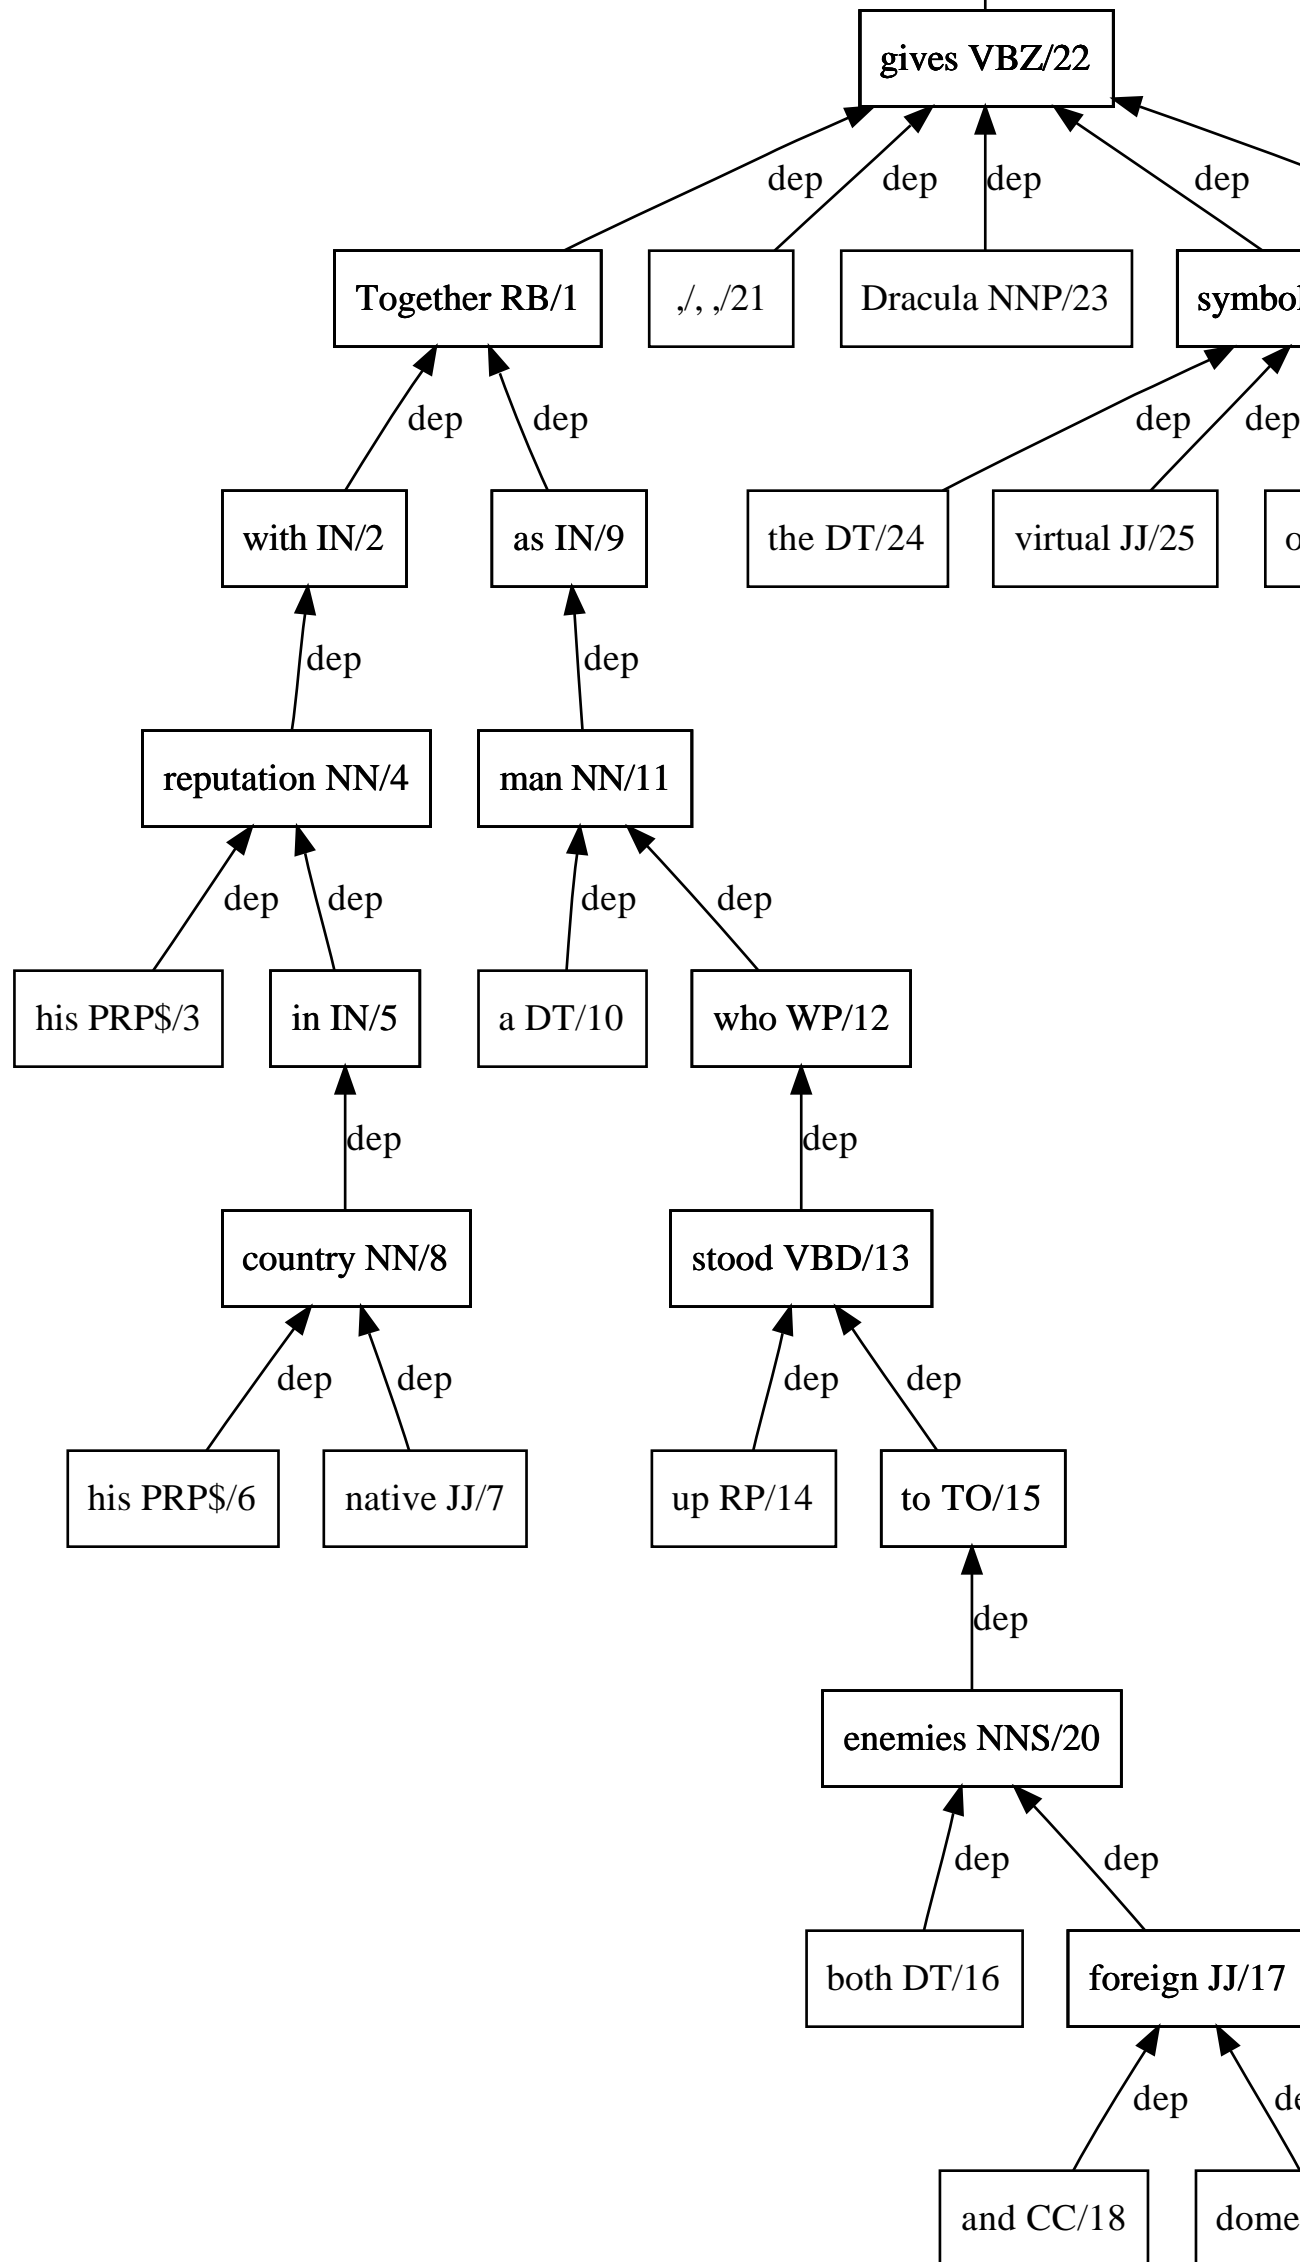 gives VBZ/22
dep dep dep dep
Together RB/1 ,/, ,/21 Dracula NNP/23 symbol
dep dep dep dep
with IN/2 as IN/9 the DT/24 virtual JJ/25
dep dep
reputation NN/4 man NN/11
dep dep dep dep
his PRP$/3 in IN/5 a DT/10 who WP/12
dep dep
country NN/8 stood VBD/13
dep dep dep dep
his PRP$/6 native JJ/7 up RP/14 to TO/15
dep
enemies NNS/20
dep dep
both DT/16 foreign JJ/17
dep
and CC/18